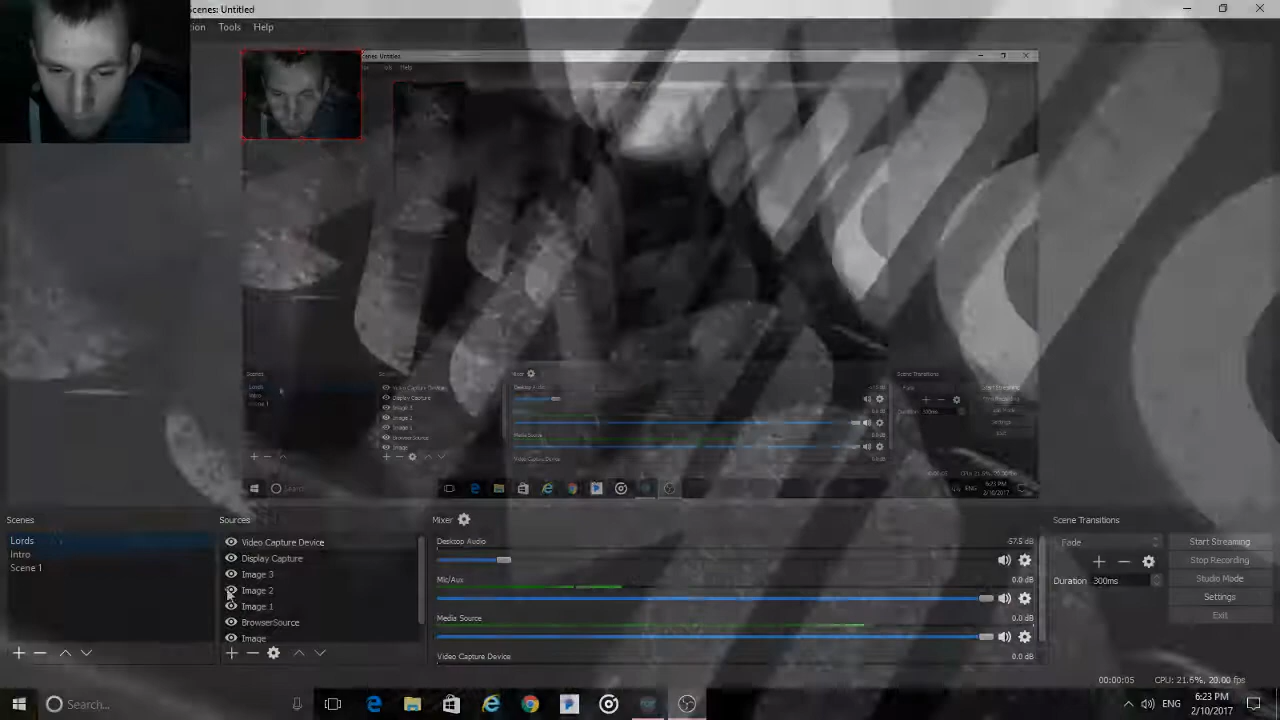 Scenes: Untitled
Tools Help
Scenes
Lords
Intro
Scene 1
Sources
Video Capture Device
Display Capture
Image 3
Image 2
Image 1
BrowserSource
Image
Mixer
Desktop Audio -57.5 dB
Mic/Aux 0.0 dB
Media Source 0.0 dB
Video Capture Device 0.0 dB
Scene Transitions
Fade
Duration 300ms
Start Streaming
Stop Recording
Studio Mode
Settings
Exit
00:00:05 CPU: 21.6%, 20.00 fps
Search
ENG
6:23 PM
2/10/2017